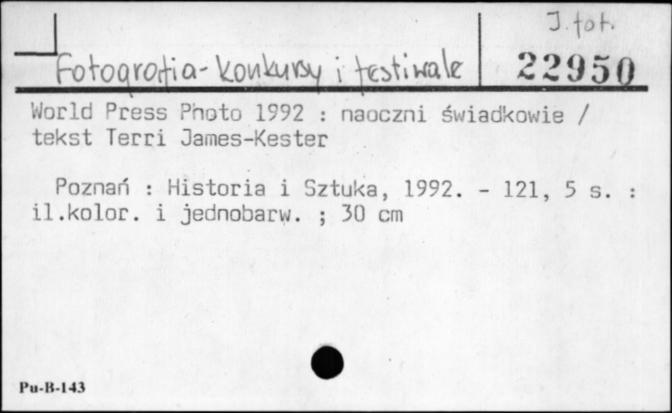 J. fot.
Fotografia - konkursy i festiwale
22950
World Press Photo 1992 : naoczni świadkowie /
tekst Terri James-Kester
Poznań : Historia i Sztuka, 1992. - 121, 5 s. :
il.kolor. i jednobarw. ; 30 cm
Pu-B-143